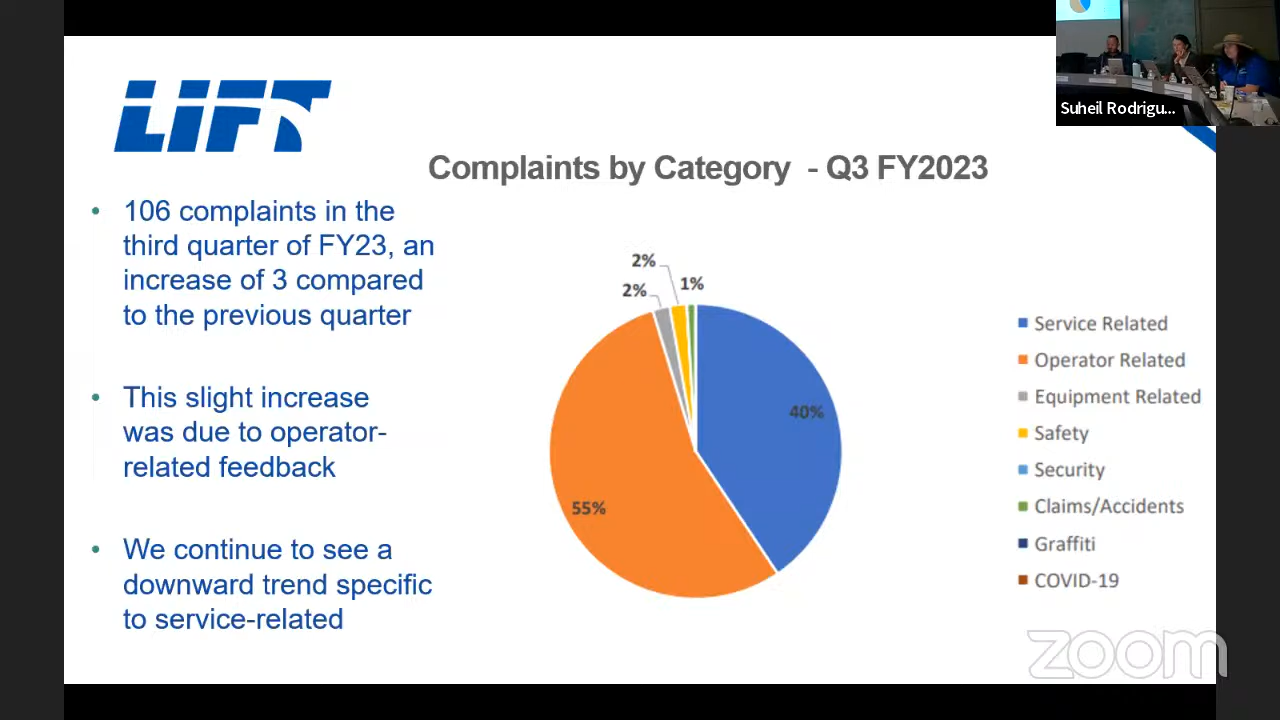 Suheil Rodrigu...
LIFT
Complaints by Category - Q3 FY2023
• 106 complaints in the
third quarter of FY23, an
increase of 3 compared
to the previous quarter
• This slight increase
was due to operator-
related feedback
• We continue to see a
downward trend specific
to service-related
2%
2%
1%
40%
55%
Service Related
Operator Related
Equipment Related
Safety
Security
Claims/Accidents
Graffiti
COVID-19
zoom